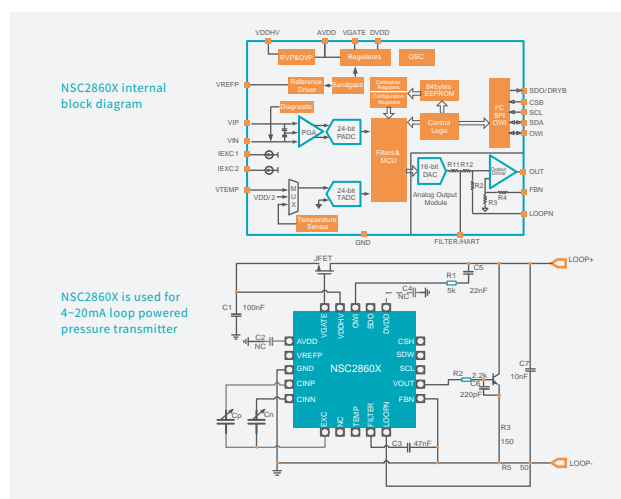 NSC2860X internal
block diagram
VDDHV
AVDD
VGATE
DVDD
RVP&OVP
Regulators
OSC
VREFP
Reference
Driver
Bandgaps
Calibration
Registers
Configuration
Registers
64bytes
EEPROM
I²C
SPI
OWI
SDO/DRYB
CSB
SCL
SDA
OWI
Diagnostic
VIP
VIN
PGA
24-bit
PADC
Control
Logic
IEXC1
IEXC2
Filters&
MCU
16-bit
DAC
R11
R12
Output
Driver
OUT
R2
FBN
R4
R3
LOOPN
Analog Output
Module
VTEMP
VDD/2
M
U
X
24-bit
TADC
Temperature
Sensor
GND
FILTER/HART
NSC2860X is used for
4~20mA loop powered
pressure transmitter
JFET
LOOP+
C5
R1
5k
22nF
C4
NC
C1
100nF
VGATE
VDDHV
OWI
SDO
DVDD
C2
NC
AVDD
VREFP
GND
CINP
CINN
NSC2860X
CSH
SDW
SCL
VOUT
FBN
R2
2.2k
C6
220pF
C7
10nF
Cp
Cn
EXC
NC
TEMP
FILTER
LOOPN
C3
47nF
R3
150
R5
50
LOOP-